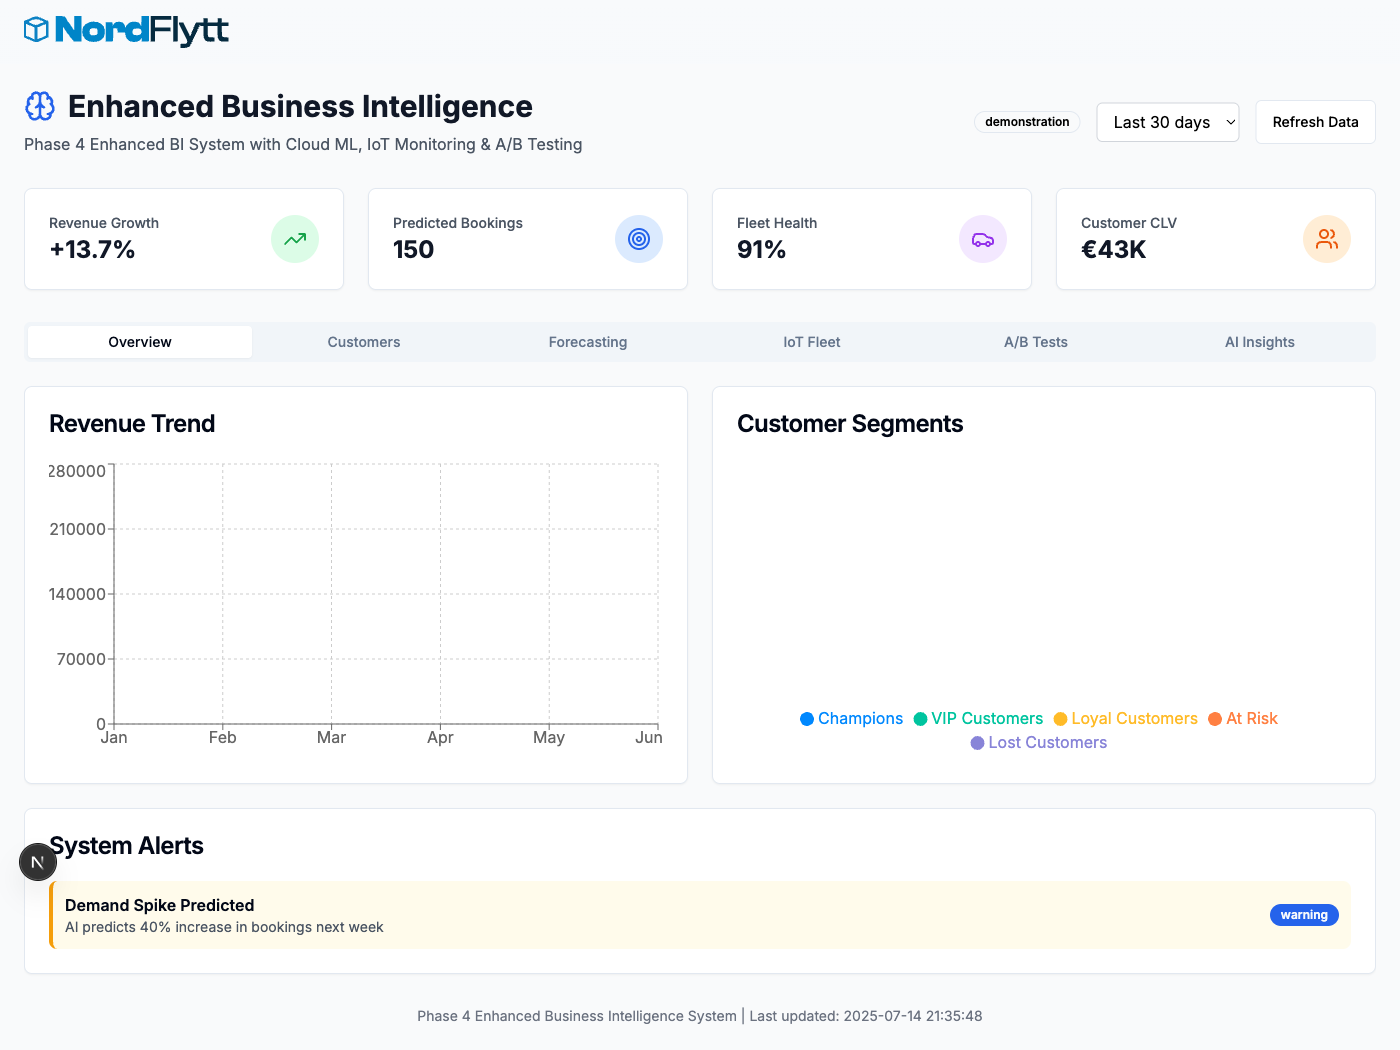 NordFlytt
Enhanced Business Intelligence
Phase 4 Enhanced BI System with Cloud ML, IoT Monitoring & A/B Testing
demonstration
Last 30 days
Refresh Data
Revenue Growth
+13.7%
Predicted Bookings
150
Fleet Health
91%
Customer CLV
€43K
Overview
Customers
Forecasting
IoT Fleet
A/B Tests
AI Insights
Revenue Trend
280000
210000
140000
70000
0
Jan
Feb
Mar
Apr
May
Jun
Customer Segments
Champions
VIP Customers
Loyal Customers
At Risk
Lost Customers
System Alerts
N
Demand Spike Predicted
AI predicts 40% increase in bookings next week
warning
Phase 4 Enhanced Business Intelligence System | Last updated: 2025-07-14 21:35:48